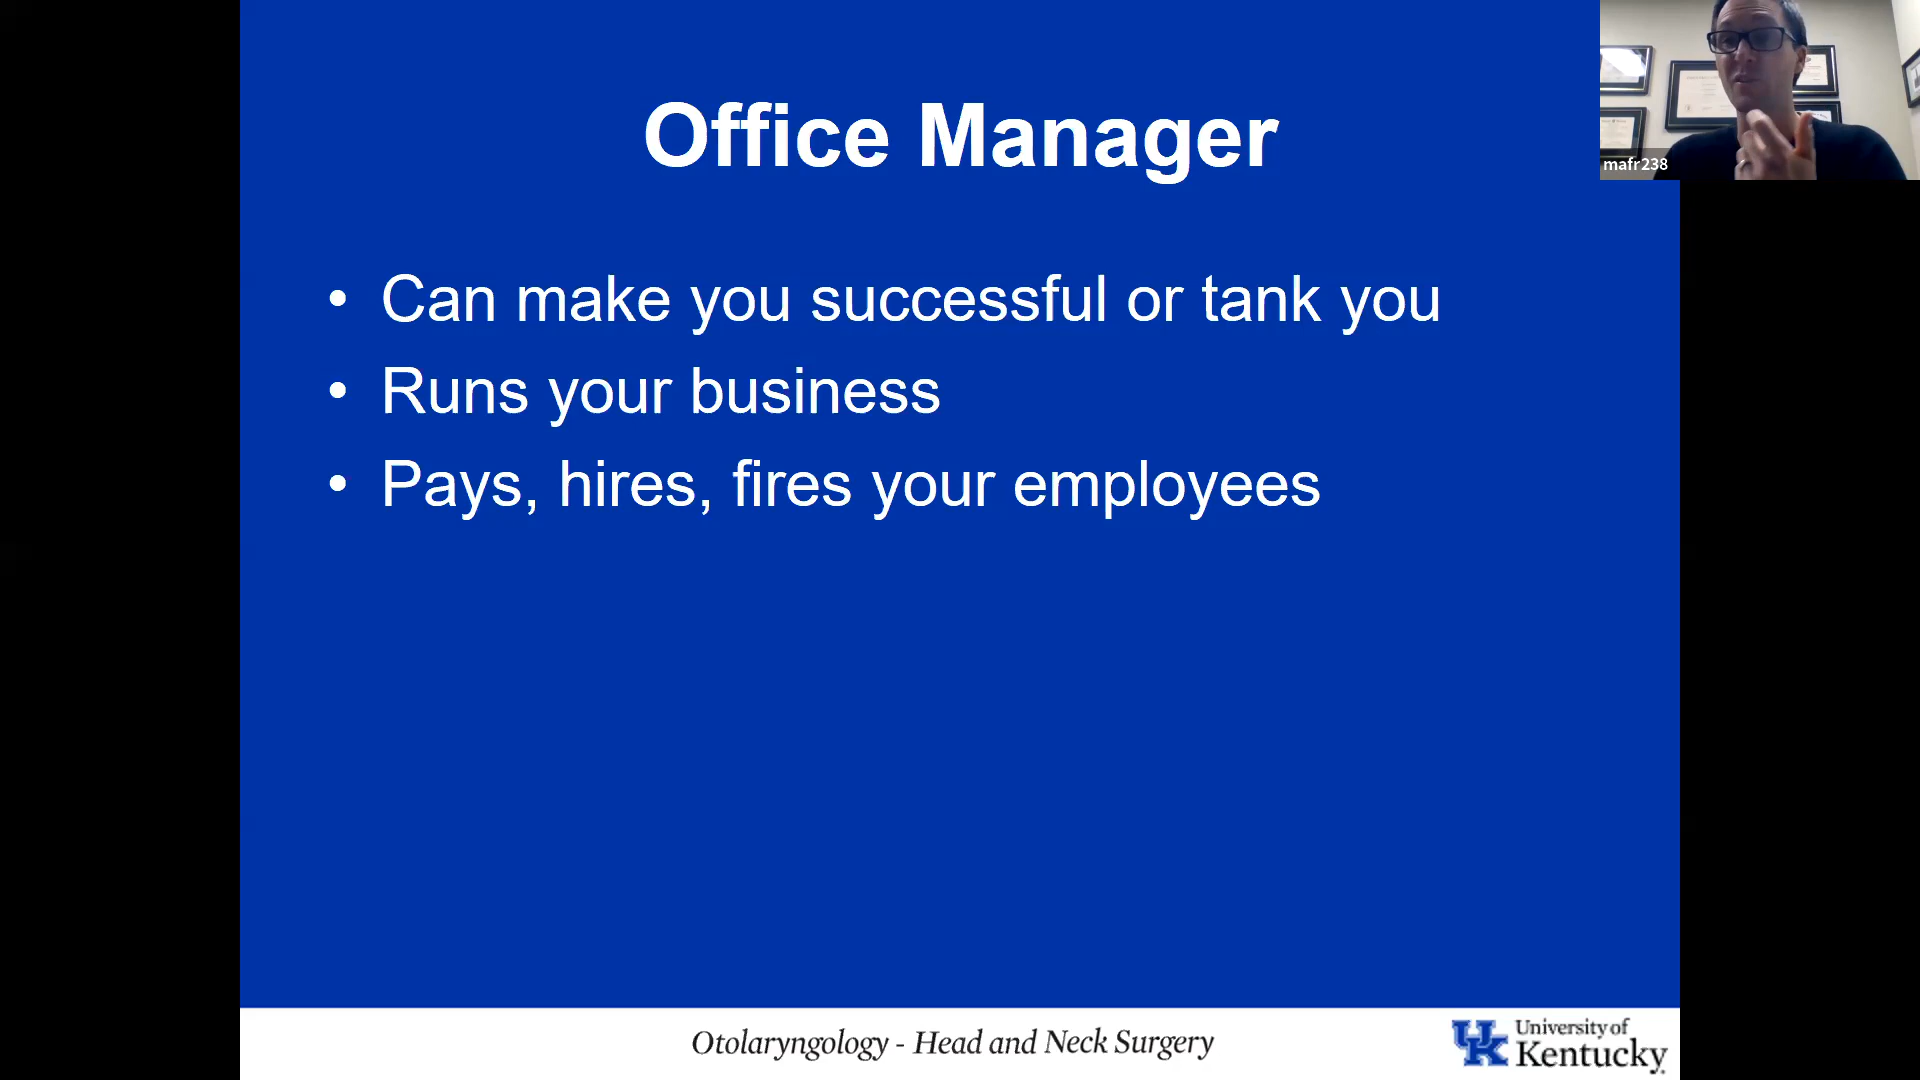 Office Manager
• Can make you successful or tank you
• Runs your business
• Pays, hires, fires your employees
mafr238
Otolaryngology - Head and Neck Surgery
UK
University of
Kentucky